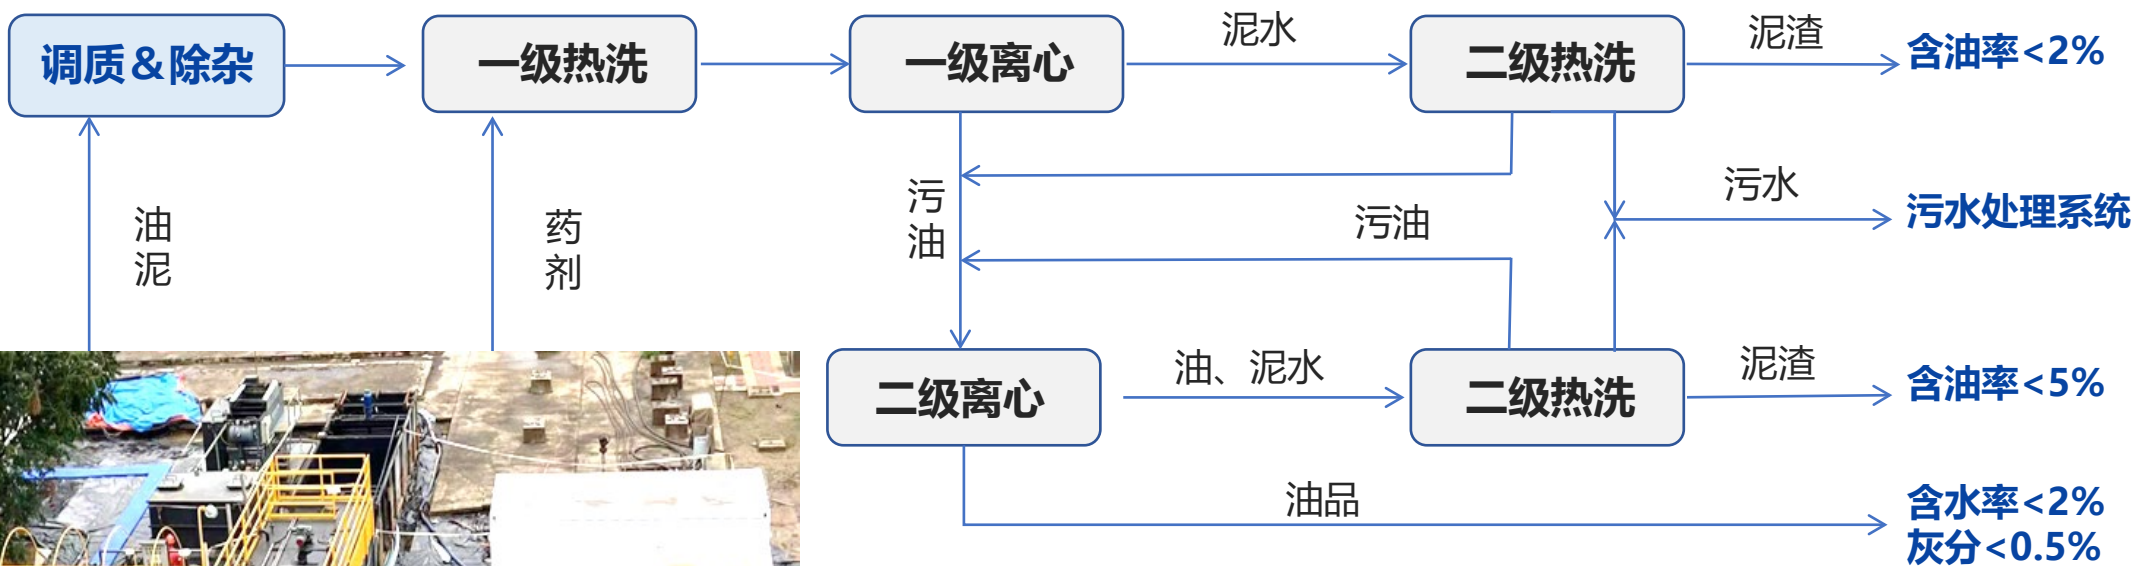 调质&除杂
一级热洗
一级离心
泥水
二级热洗
泥渣
含油率<2%
油泥
药剂
污油
污油
污水
污水处理系统
二级离心
油、泥水
二级热洗
泥渣
含油率<5%
油品
含水率<2%
灰分<0.5%